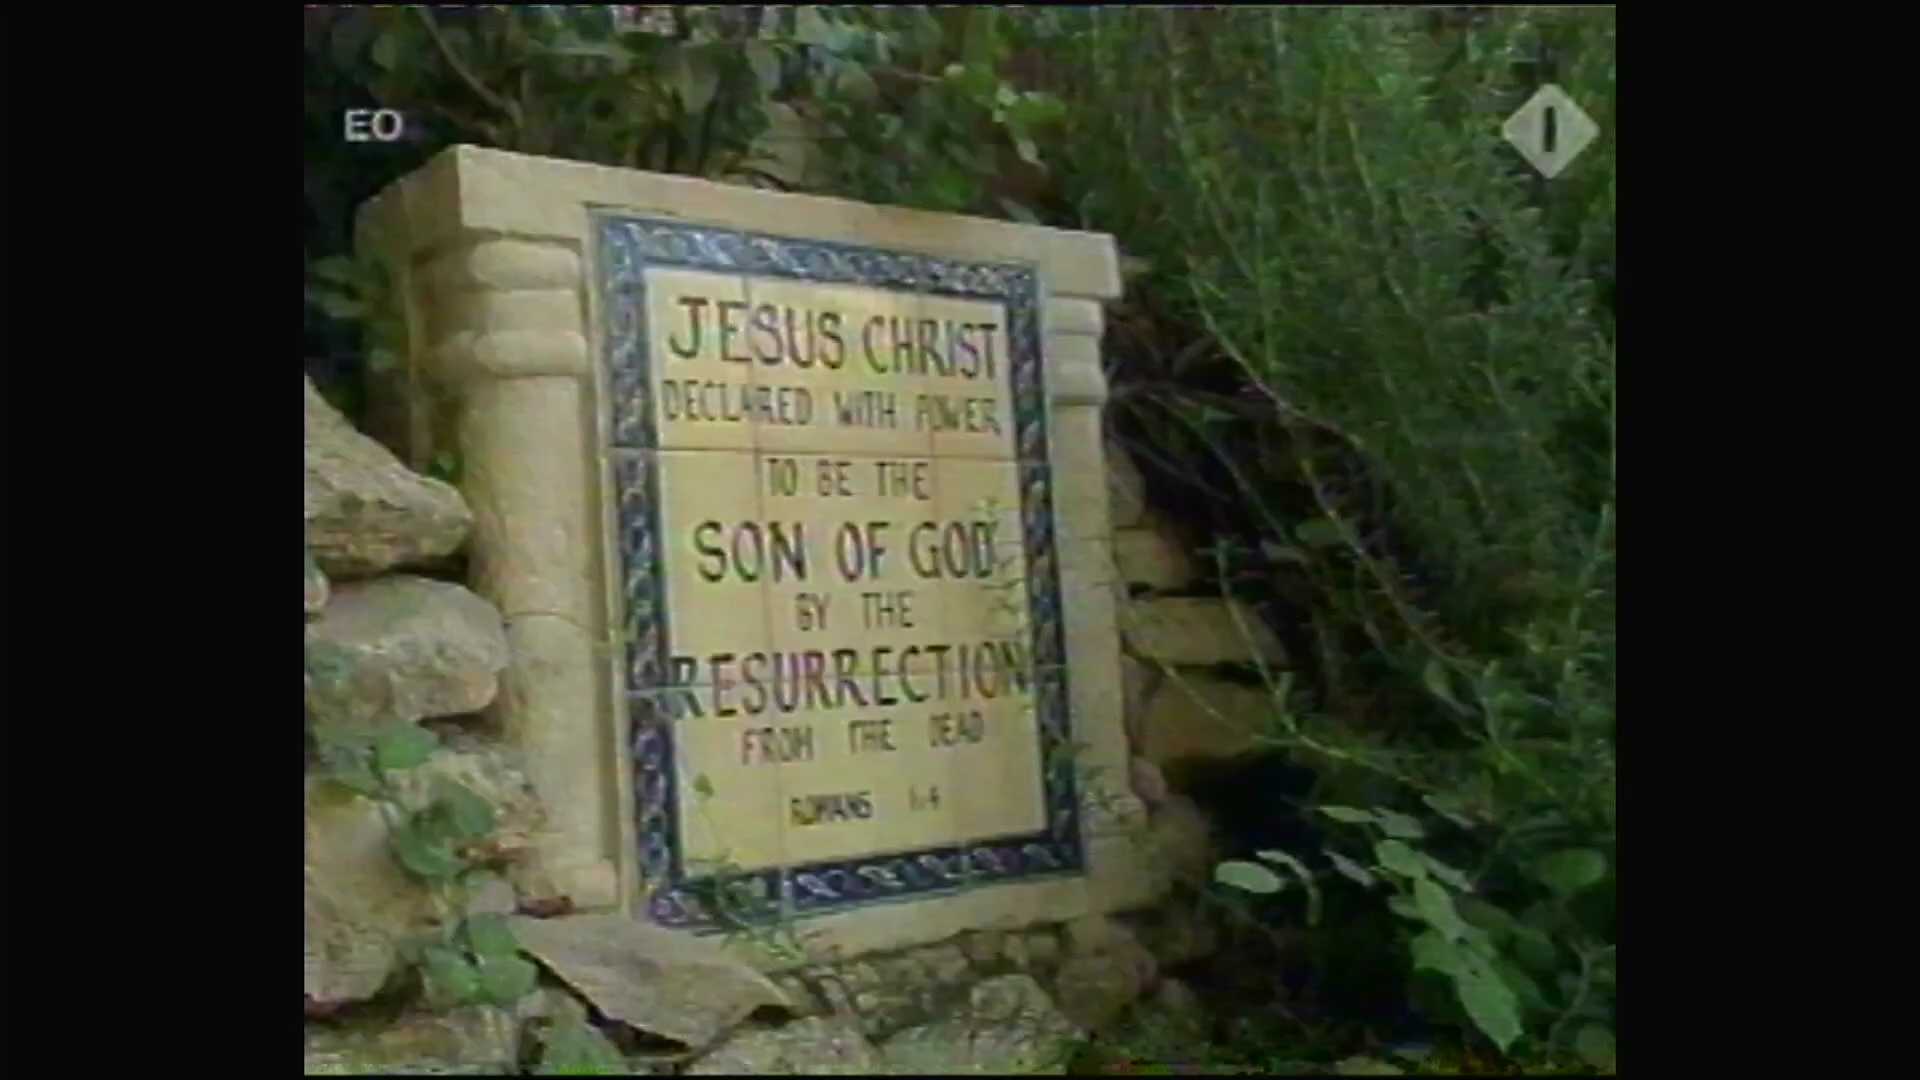 EO
1
JESUS CHRIST
DECLARED WITH POWER
TO BE THE
SON OF GOD
BY THE
RESURRECTION
FROM THE DEAD
ROMANS 1:4